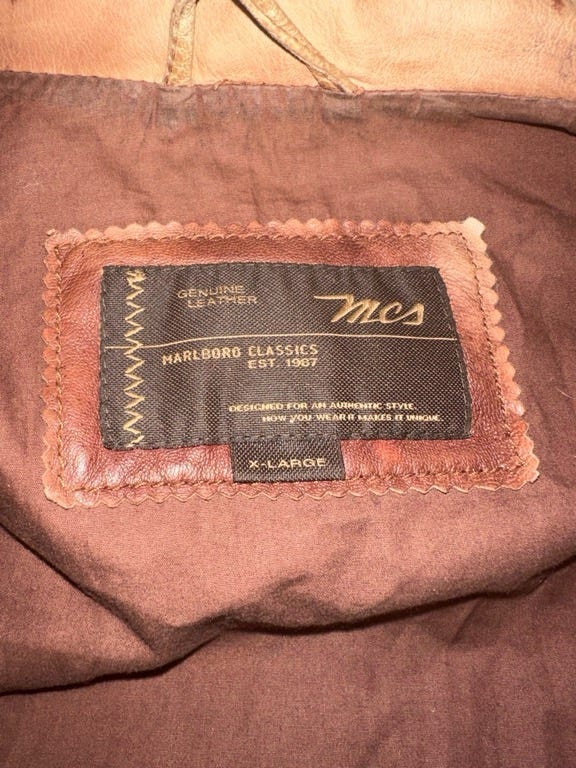 GENUINE
LEATHER
mcs
MARLBORO CLASSICS
EST. 1987
DESIGNED FOR AN AUTHENTIC STYLE.
HOW YOU WEAR IT MAKES IT UNIQUE.
X-LARGE